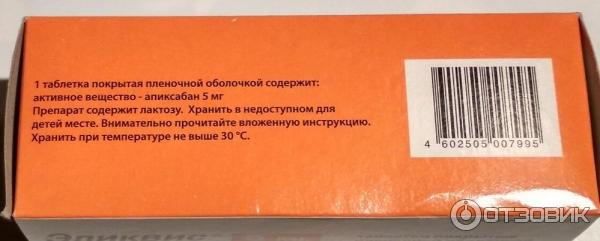 1 таблетка покрытая пленочной оболочкой содержит:
активное вещество - апиксабан 5 мг
Препарат содержит лактозу. Хранить в недоступном для
детей месте. Внимательно прочитайте вложенную инструкцию.
Хранить при температуре не выше 30 °C.
4 602505 007995
Эликвис
ОТЗОВИК